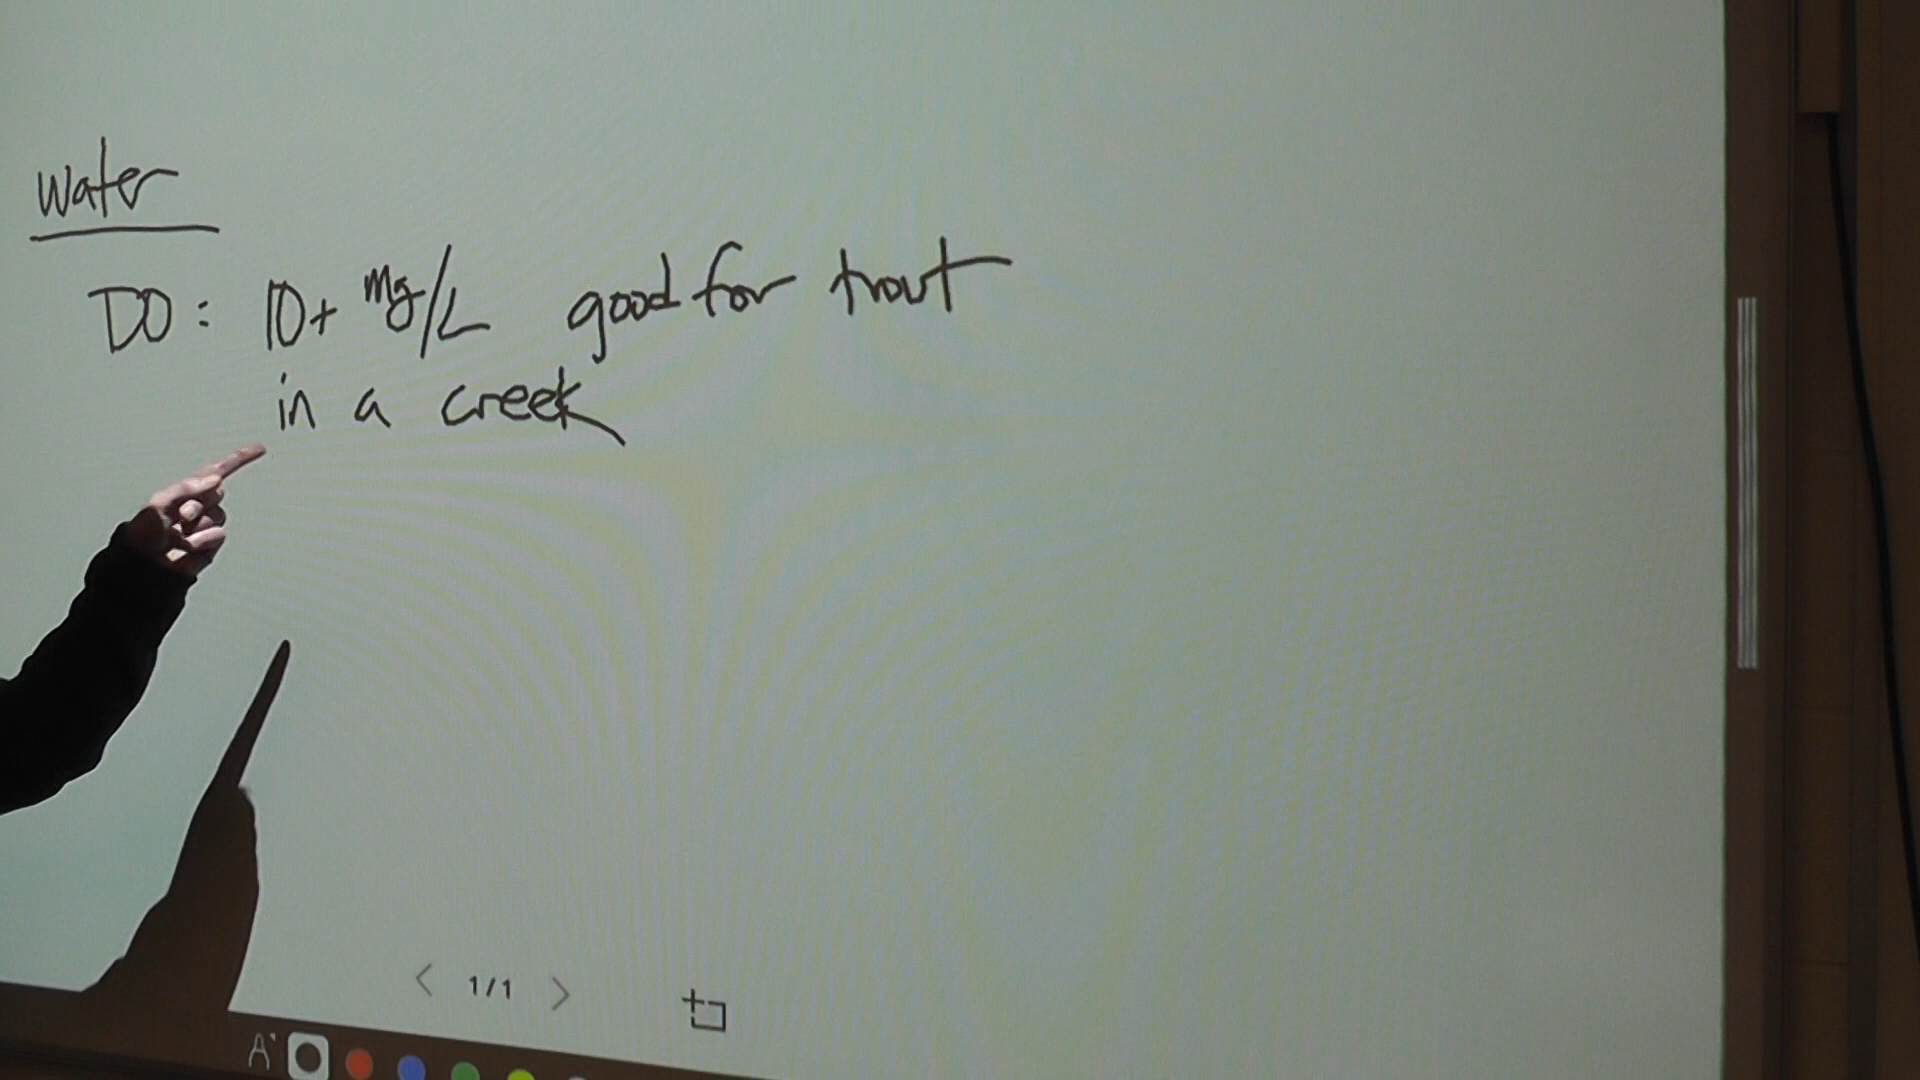 water
DO: 10+ mg/L good for trout
in a creek
< 1/1 >
A